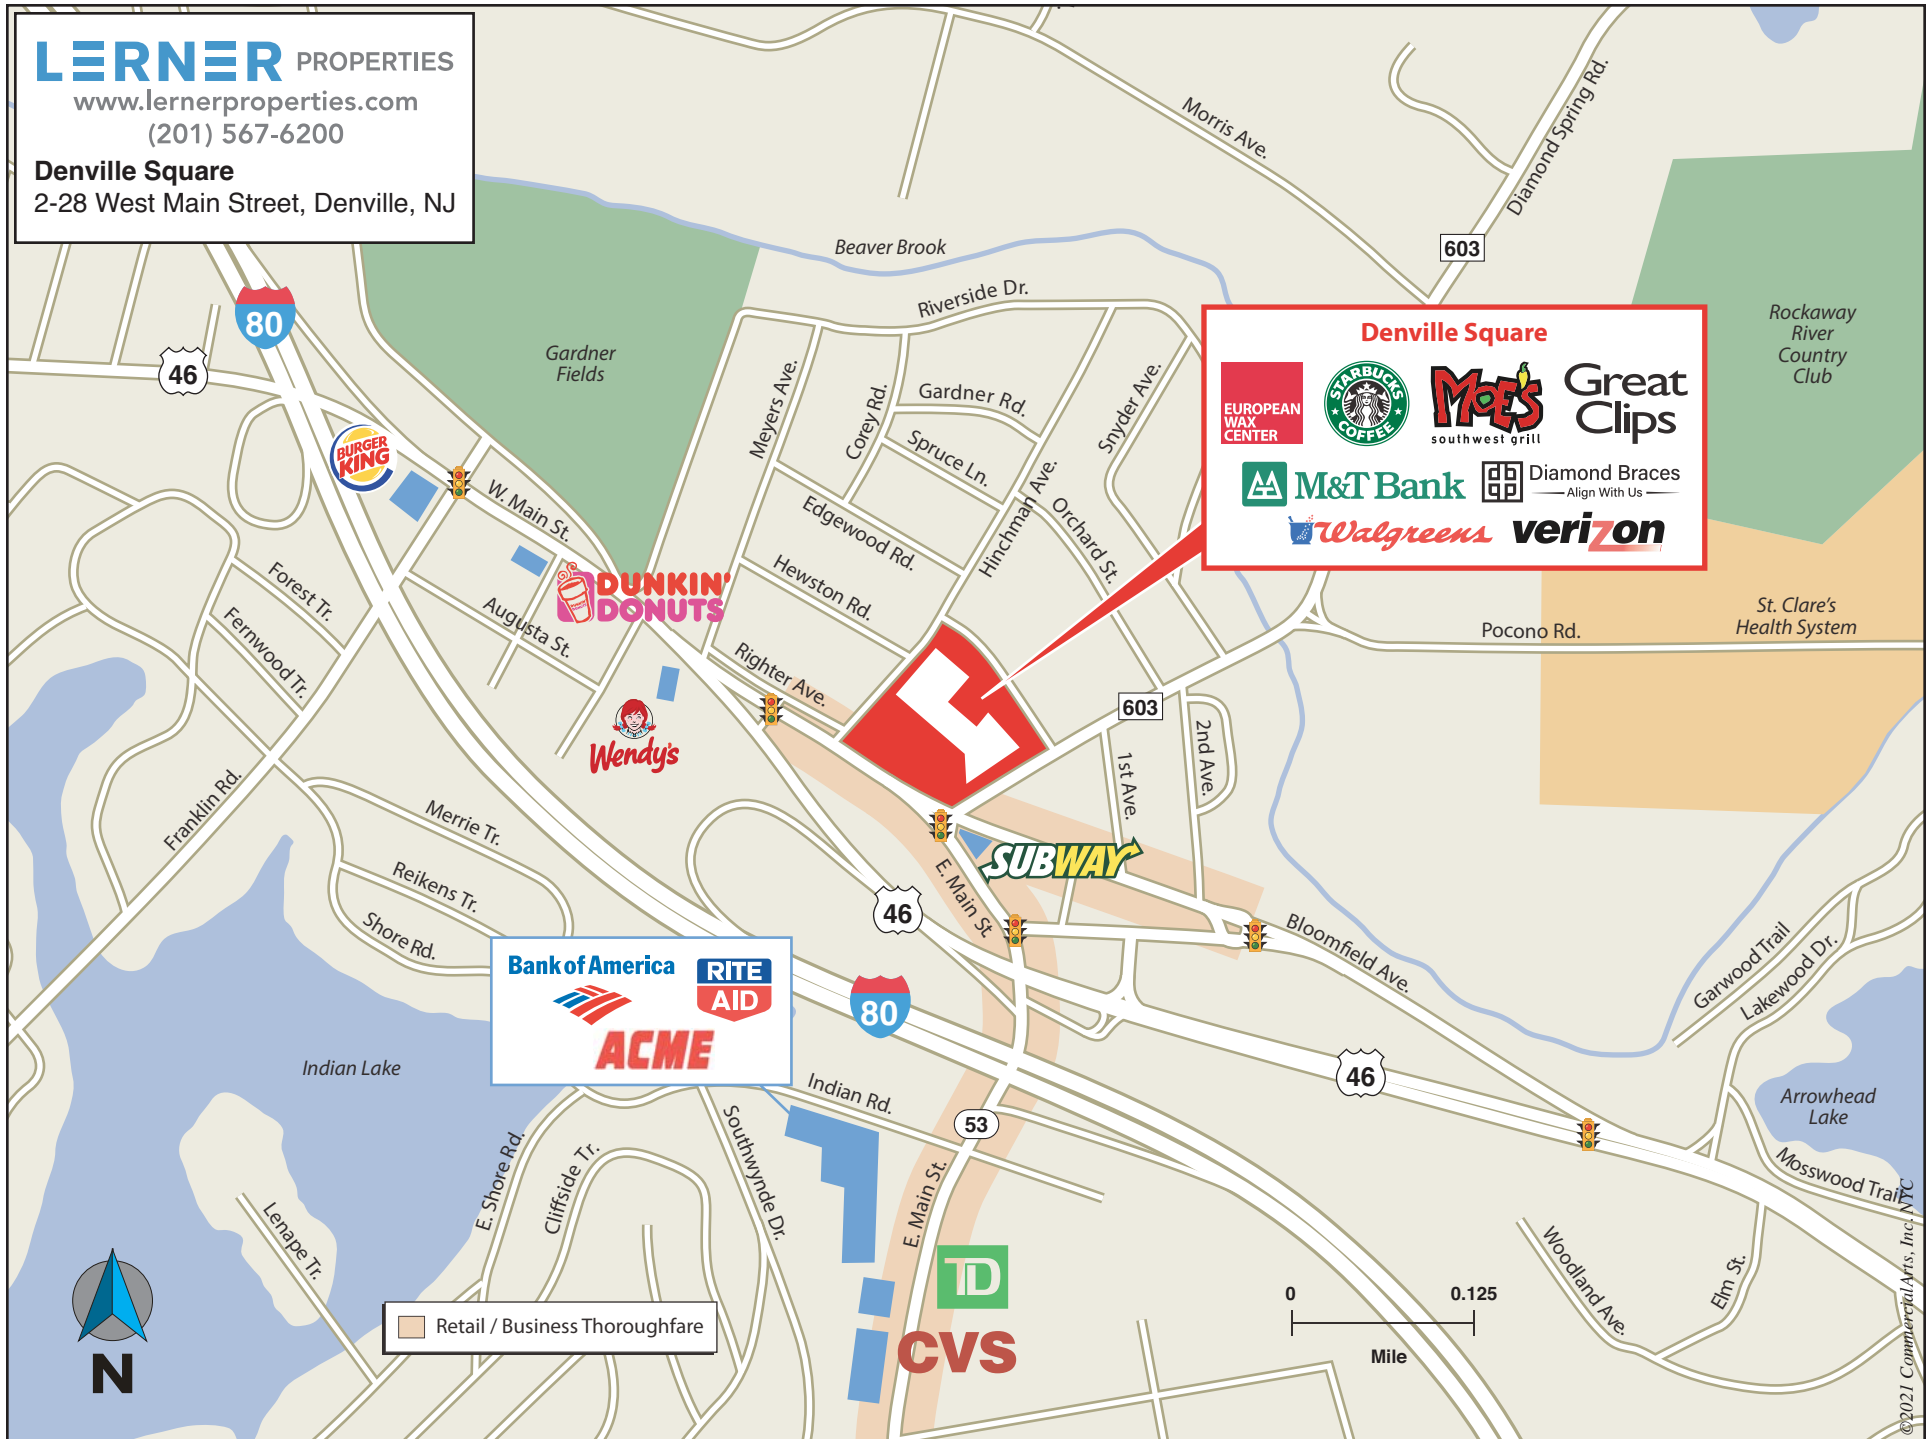 LERNER PROPERTIES
www.lernerproperties.com
(201) 567-6200
Denville Square
2-28 West Main Street, Denville, NJ
Morris Ave.
Diamond Spring Rd.
603
Beaver Brook
Riverside Dr.
80
46
Gardner
Fields
Rockaway
River
Country
Club
Denville Square
EUROPEAN
WAX
CENTER
STARBUCKS
COFFEE
MOE'S
southwest grill
Great
Clips
M&T Bank
Diamond Braces
Align With Us
Walgreens
verizon
Meyers Ave.
Corey Rd.
Gardner Rd.
Snyder Ave.
Spruce Ln.
Hinchman Ave.
Orchard St.
Edgewood Rd.
Hewston Rd.
BURGER
KING
W. Main St.
DUNKIN'
DONUTS
Augusta St.
Forest Tr.
Fernwood Tr.
Righter Ave.
Wendy's
Pocono Rd.
St. Clare's
Health System
603
1st Ave.
2nd Ave.
Franklin Rd.
Merrie Tr.
Reikens Tr.
Shore Rd.
SUBWAY
E. Main St.
46
Bloomfield Ave.
Garwood Trail
Lakewood Dr.
Bank of America
RITE
AID
ACME
80
Indian Lake
Indian Rd.
46
Arrowhead
Lake
53
E. Shore Rd.
Cliffside Tr.
Southwynde Dr.
E. Main St.
Mosswood Trail
Lenape Tr.
Woodland Ave.
Elm St.
TD
CVS
N
Retail / Business Thoroughfare
0 0.125
Mile
©2021 CommercialArts, Inc. NYC